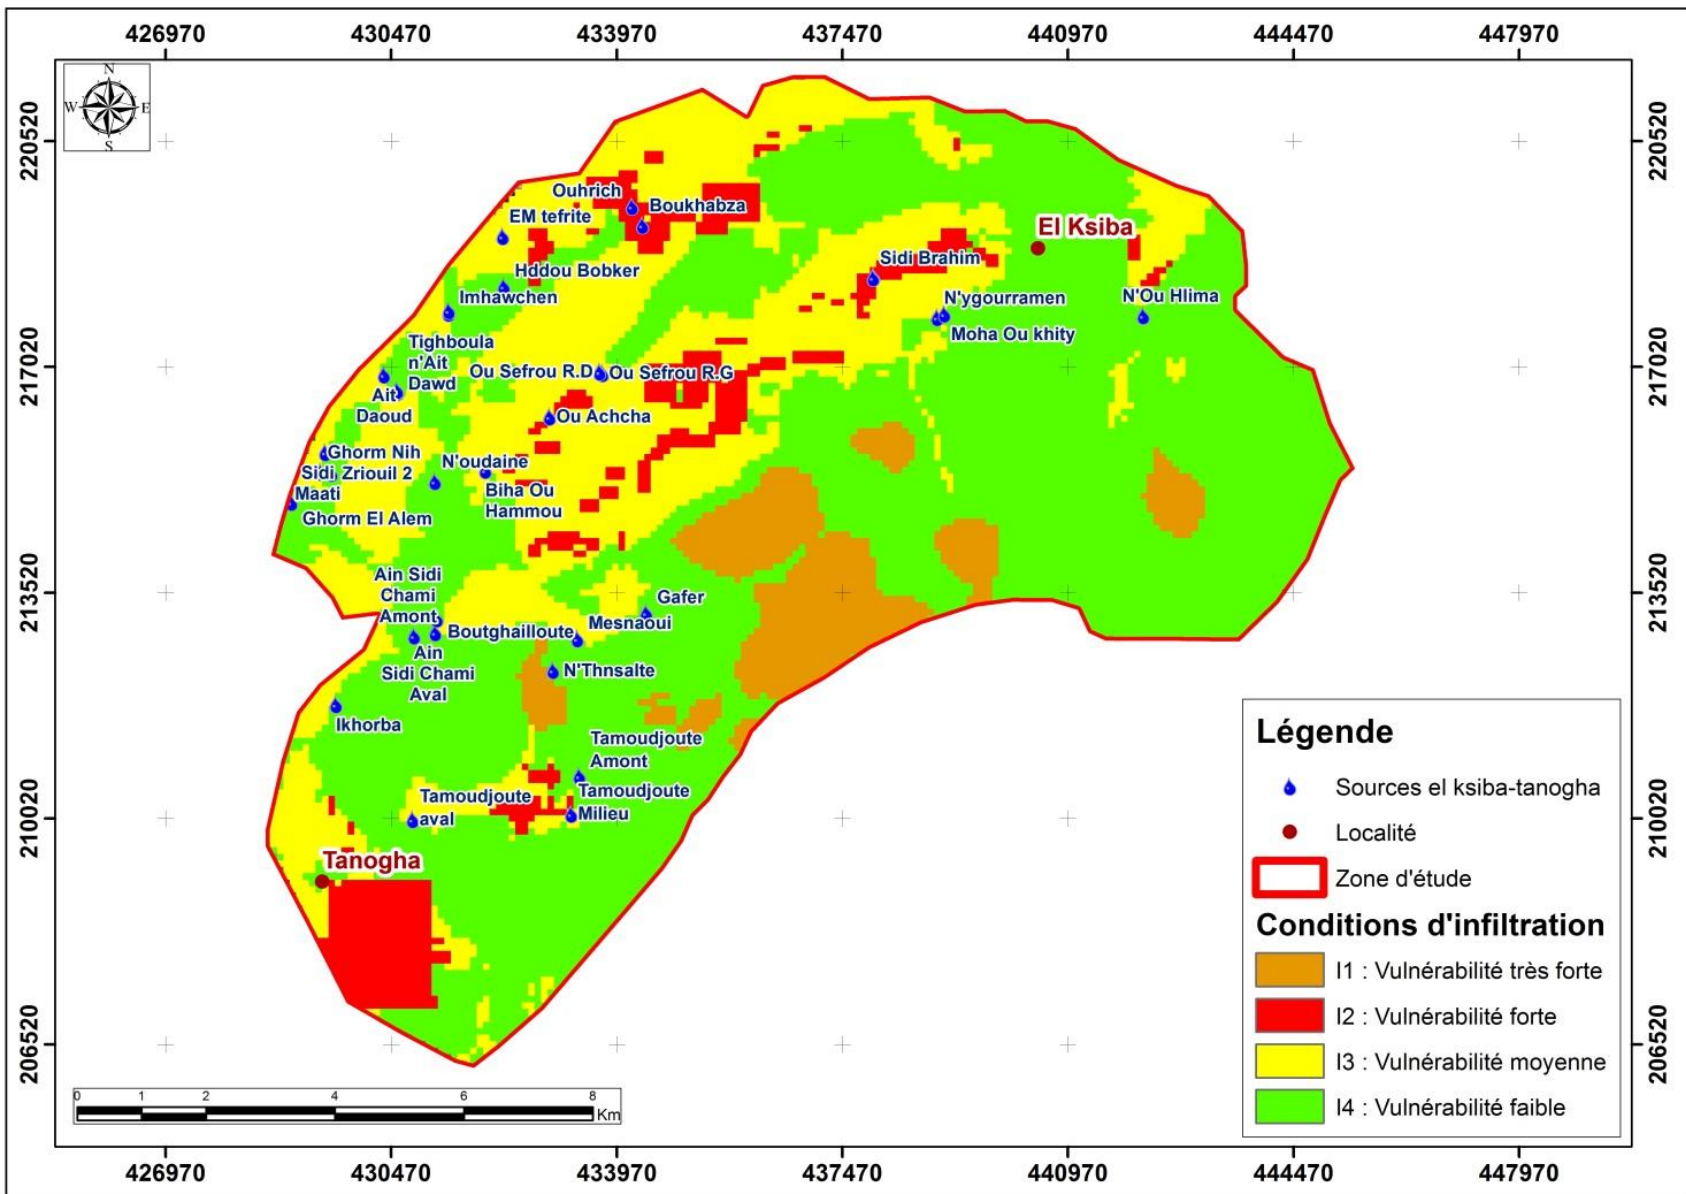 426970 430470 433970 437470 440970 444470 447970
N
W E
S
220520 220520
Ouhrich
Boukhabza
EM tefrite
El Ksiba
Sidi Brahim
Hddou Bobker
Imhawchen
N'ygourramen
N'Ou Hlima
Moha Ou khity
Tighboula
n'Ait
Dawd
217020 217020
Ou Sefrou R.D
Ou Sefrou R.G
Ait
Daoud
Ou Achcha
Ghorm Nih
N'oudaine
Sidi Zriouil 2
Maati
Biha Ou
Hammou
Ghorm El Alem
213520 213520
Ain Sidi
Chami
Amont
Gafer
Mesnaoui
Boutghailloute
Ain
Sidi Chami
Aval
N'Thnsalte
Ikhorba
Tamoudjoute
Amont
Tamoudjoute
Milieu
Tamoudjoute
aval
210020 210020
Tanogha
206520 206520
Légende
Sources el ksiba-tanogha
Localité
Zone d'étude
Conditions d'infiltration
I1 : Vulnérabilité très forte
I2 : Vulnérabilité forte
I3 : Vulnérabilité moyenne
I4 : Vulnérabilité faible
0 1 2 4 6 8
Km
426970 430470 433970 437470 440970 444470 447970